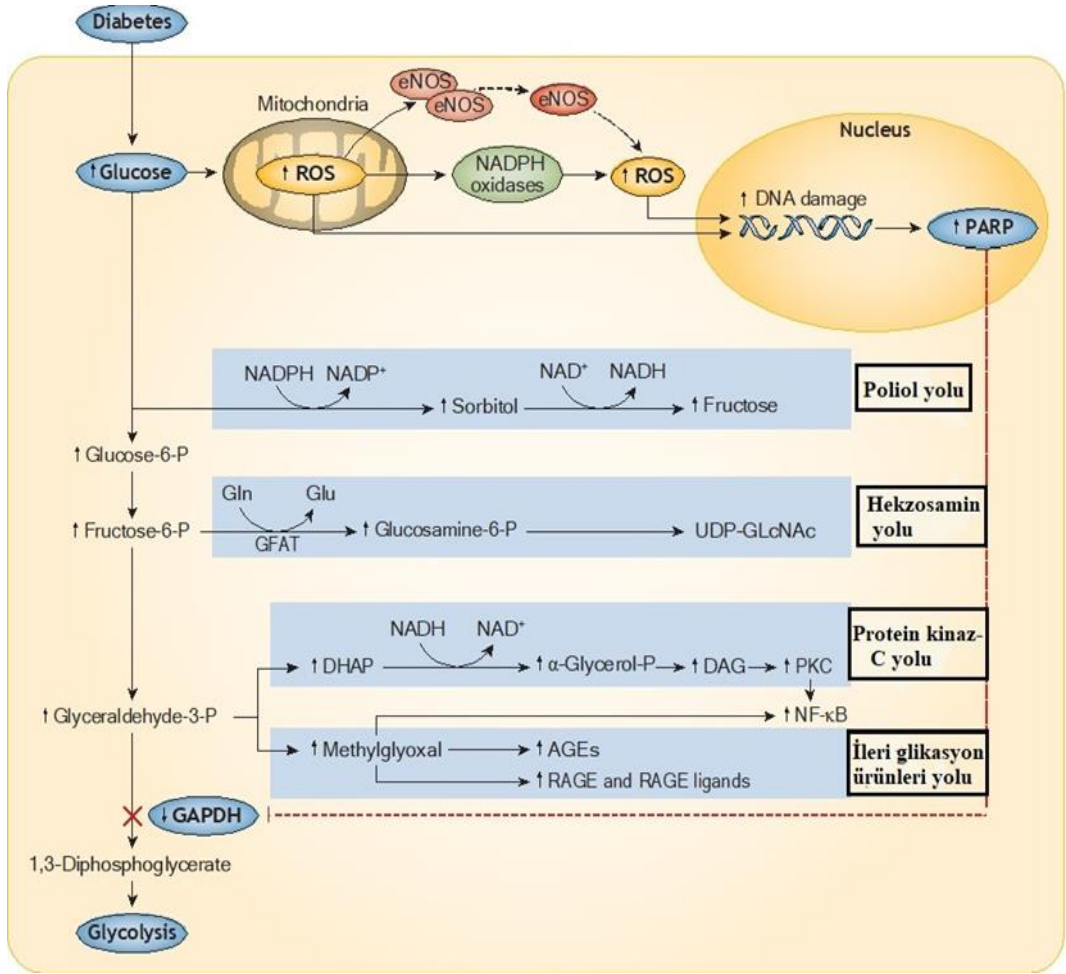 Diabetes
eNOS
eNOS
eNOS
Mitochondria
Nucleus
↑ Glucose
↑ ROS
NADPH
oxidases
↑ ROS
↑ DNA damage
↑ PARP
NADPH NADP⁺
NAD⁺ NADH
↑ Sorbitol
↑ Fructose
Poliol yolu
↑ Glucose-6-P
Gln Glu
↑ Fructose-6-P
GFAT
↑ Glucosamine-6-P
UDP-GLcNAc
Hekzosamin
yolu
NADH NAD⁺
↑ DHAP
↑ α-Glycerol-P
↑ DAG
↑ PKC
Protein kinaz-
C yolu
↑ Glyceraldehyde-3-P
↑ NF-κB
↑ Methylglyoxal
↑ AGEs
↑ RAGE and RAGE ligands
İleri glikasyon
ürünleri yolu
↓ GAPDH
1,3-Diphosphoglycerate
Glycolysis